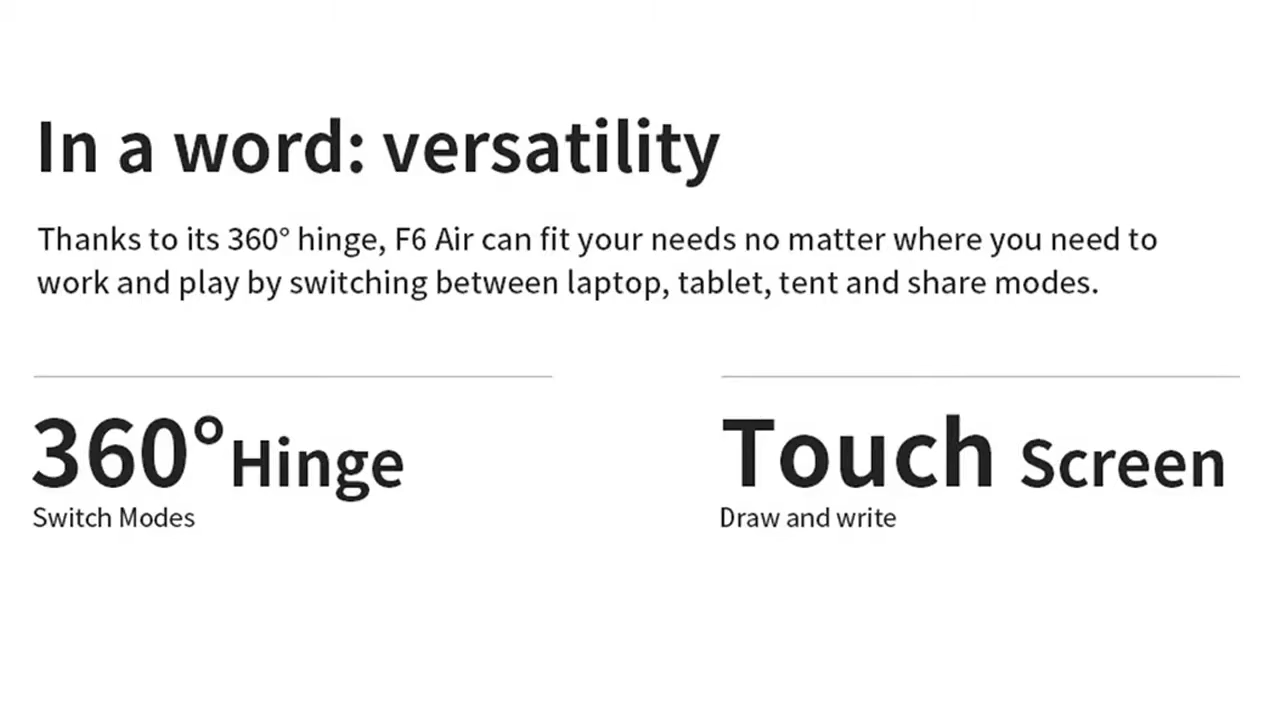 In a word: versatility
Thanks to its 360° hinge, F6 Air can fit your needs no matter where you need to
work and play by switching between laptop, tablet, tent and share modes.
360°Hinge
Switch Modes
Touch Screen
Draw and write